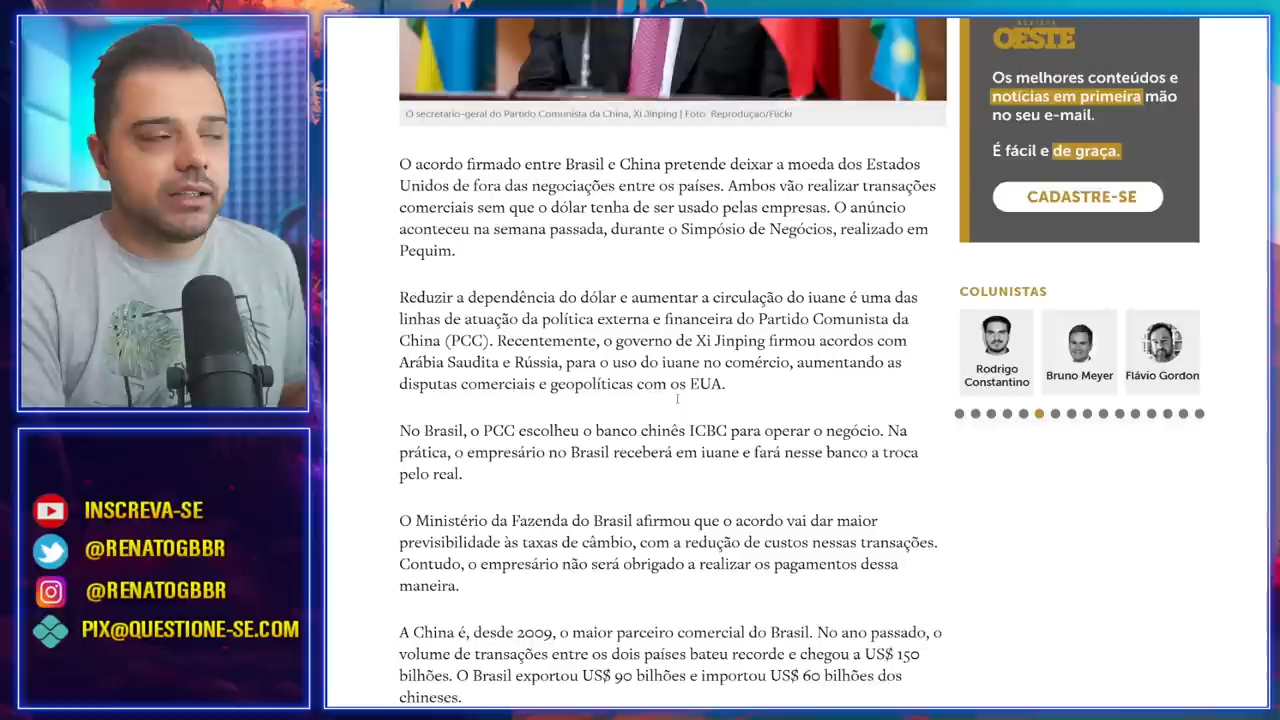 INSCREVA-SE
@RENATOGBBR
@RENATOGBBR
PIX@QUESTIONE-SE.COM
O secretário-geral do Partido Comunista da China, Xi Jinping | Foto: Reprodução/Flickr
O acordo firmado entre Brasil e China pretende deixar a moeda dos Estados
Unidos de fora das negociações entre os países. Ambos vão realizar transações
comerciais sem que o dólar tenha de ser usado pelas empresas. O anúncio
aconteceu na semana passada, durante o Simpósio de Negócios, realizado em
Pequim.
Reduzir a dependência do dólar e aumentar a circulação do iuane é uma das
linhas de atuação da política externa e financeira do Partido Comunista da
China (PCC). Recentemente, o governo de Xi Jinping firmou acordos com
Arábia Saudita e Rússia, para o uso do iuane no comércio, aumentando as
disputas comerciais e geopolíticas com os EUA.
No Brasil, o PCC escolheu o banco chinês ICBC para operar o negócio. Na
prática, o empresário no Brasil receberá em iuane e fará nesse banco a troca
pelo real.
O Ministério da Fazenda do Brasil afirmou que o acordo vai dar maior
previsibilidade às taxas de câmbio, com a redução de custos nessas transações.
Contudo, o empresário não será obrigado a realizar os pagamentos dessa
maneira.
A China é, desde 2009, o maior parceiro comercial do Brasil. No ano passado, o
volume de transações entre os dois países bateu recorde e chegou a US$ 150
bilhões. O Brasil exportou US$ 90 bilhões e importou US$ 60 bilhões dos
chineses.
REVISTA
OESTE
Os melhores conteúdos e
notícias em primeira mão
no seu e-mail.
É fácil e de graça.
CADASTRE-SE
COLUNISTAS
Rodrigo
Constantino
Bruno Meyer
Flávio Gordon